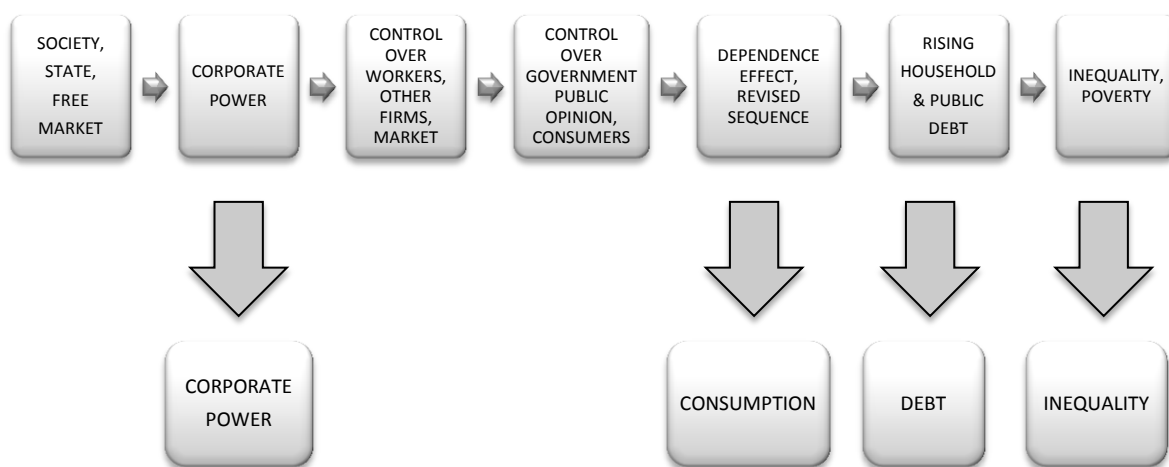 SOCIETY,
STATE,
FREE
MARKET
CORPORATE
POWER
CONTROL
OVER
WORKERS,
OTHER
FIRMS,
MARKET
CONTROL
OVER
GOVERNMENT
PUBLIC
OPINION,
CONSUMERS
DEPENDENCE
EFFECT,
REVISED
SEQUENCE
RISING
HOUSEHOLD
& PUBLIC
DEBT
INEQUALITY,
POVERTY
CORPORATE
POWER
CONSUMPTION
DEBT
INEQUALITY